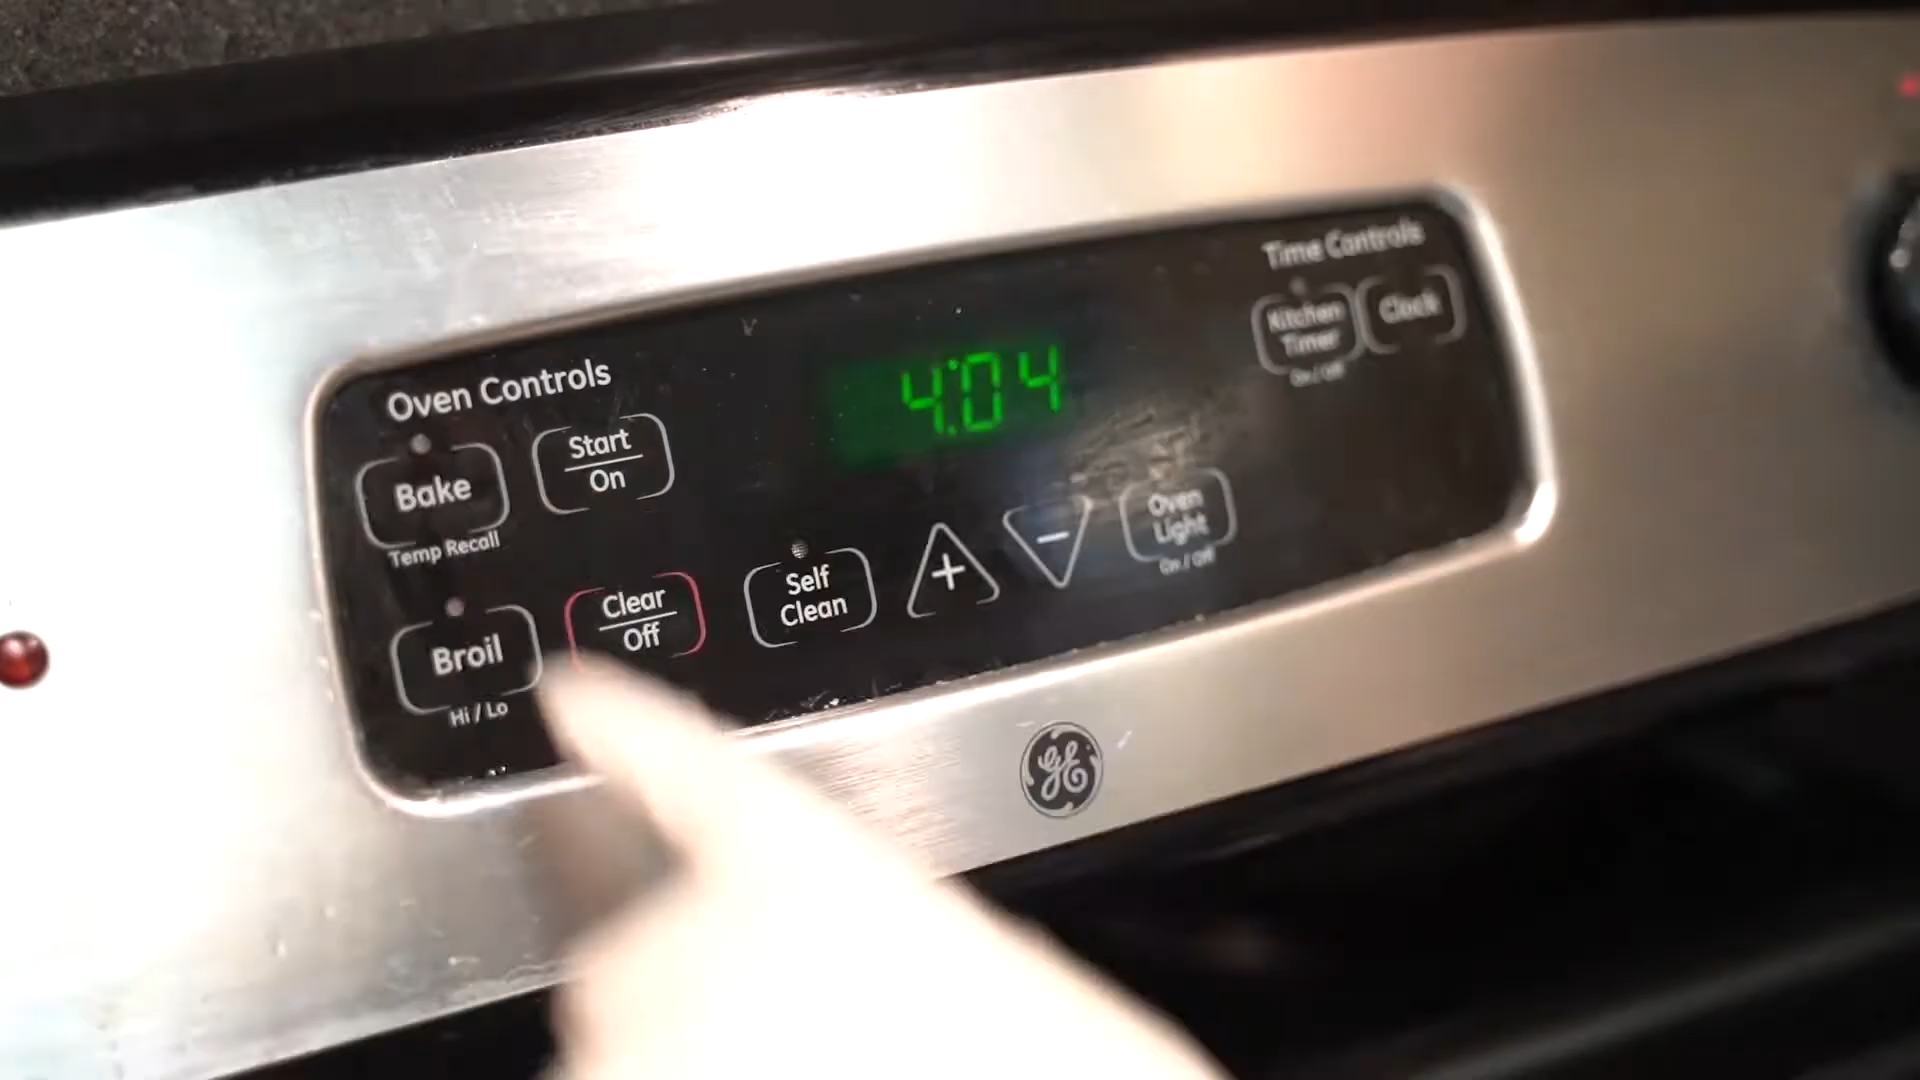 Oven Controls
Bake
Temp Recall
Start
On
Broil
Hi / Lo
Clear
Off
Self
Clean
4:04
+
-
Oven
Light
On / Off
Time Controls
Kitchen
Timer
On / Off
Clock
GE